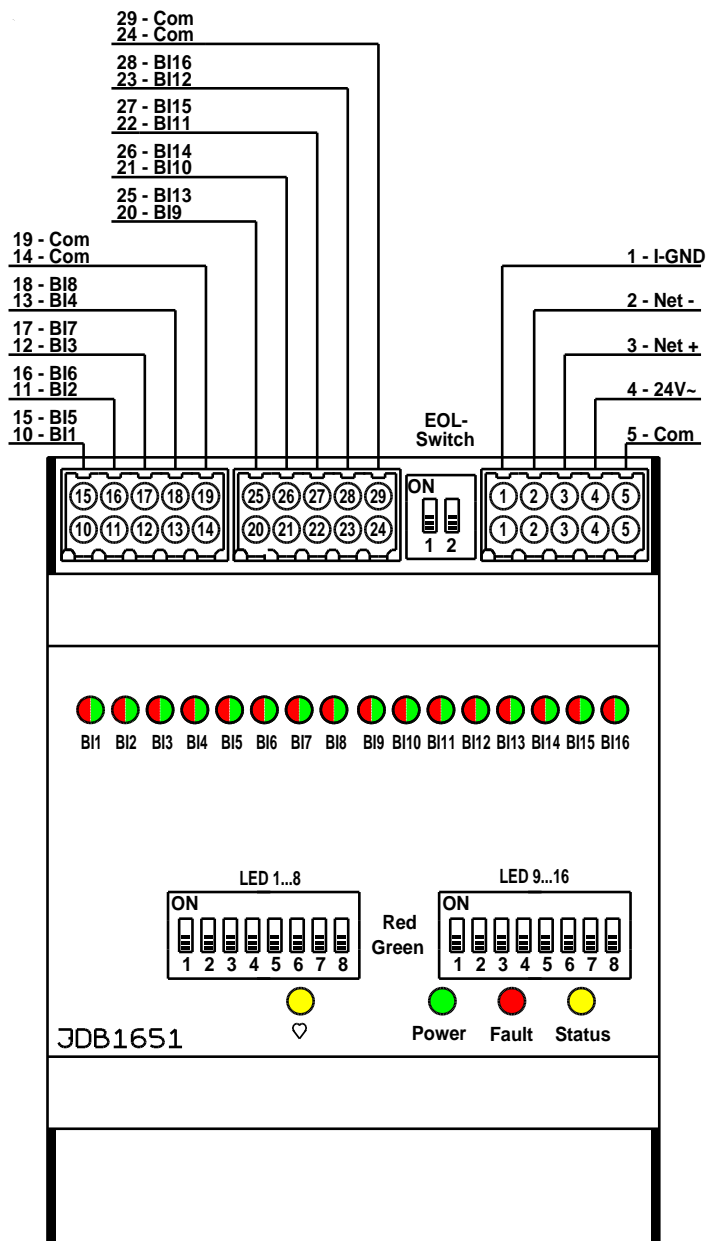 29 - Com
24 - Com
28 - BI16
23 - BI12
27 - BI15
22 - BI11
26 - BI14
21 - BI10
25 - BI13
20 - BI9
19 - Com
14 - Com
18 - BI8
13 - BI4
17 - BI7
12 - BI3
16 - BI6
11 - BI2
15 - BI5
10 - BI1
1 - I-GND
2 - Net -
3 - Net +
4 - 24V~
5 - Com
EOL-
Switch
15 16 17 18 19
10 11 12 13 14
25 26 27 28 29
20 21 22 23 24
ON
1 2
1 2 3 4 5
1 2 3 4 5
BI1 BI2 BI3 BI4 BI5 BI6 BI7 BI8 BI9 BI10 BI11 BI12 BI13 BI14 BI15 BI16
LED 1...8
ON
1 2 3 4 5 6 7 8
Red
Green
LED 9...16
ON
1 2 3 4 5 6 7 8
♡
Power Fault Status
JDB1651